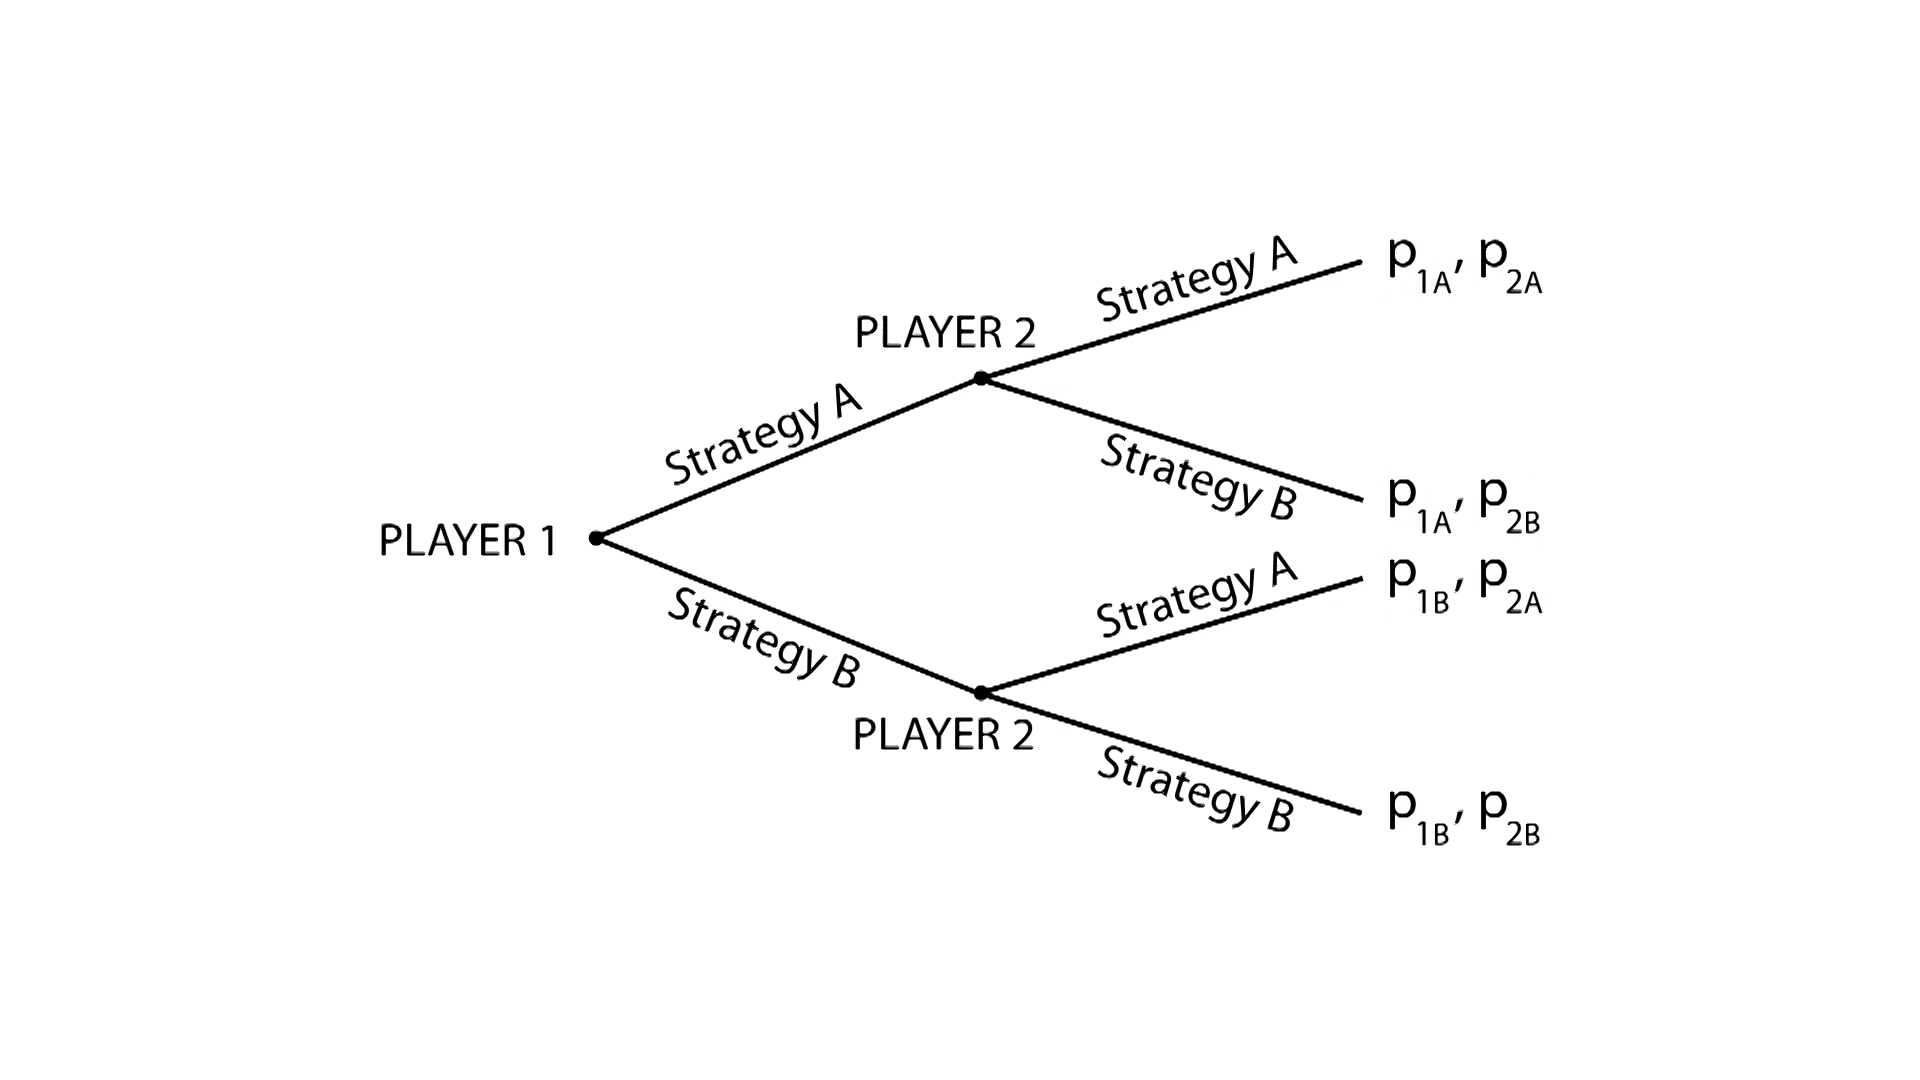 Strategy A
p1A, p2A
PLAYER 2
Strategy A
Strategy B
p1A, p2B
PLAYER 1
Strategy A
p1B, p2A
Strategy B
PLAYER 2
Strategy B
p1B, p2B